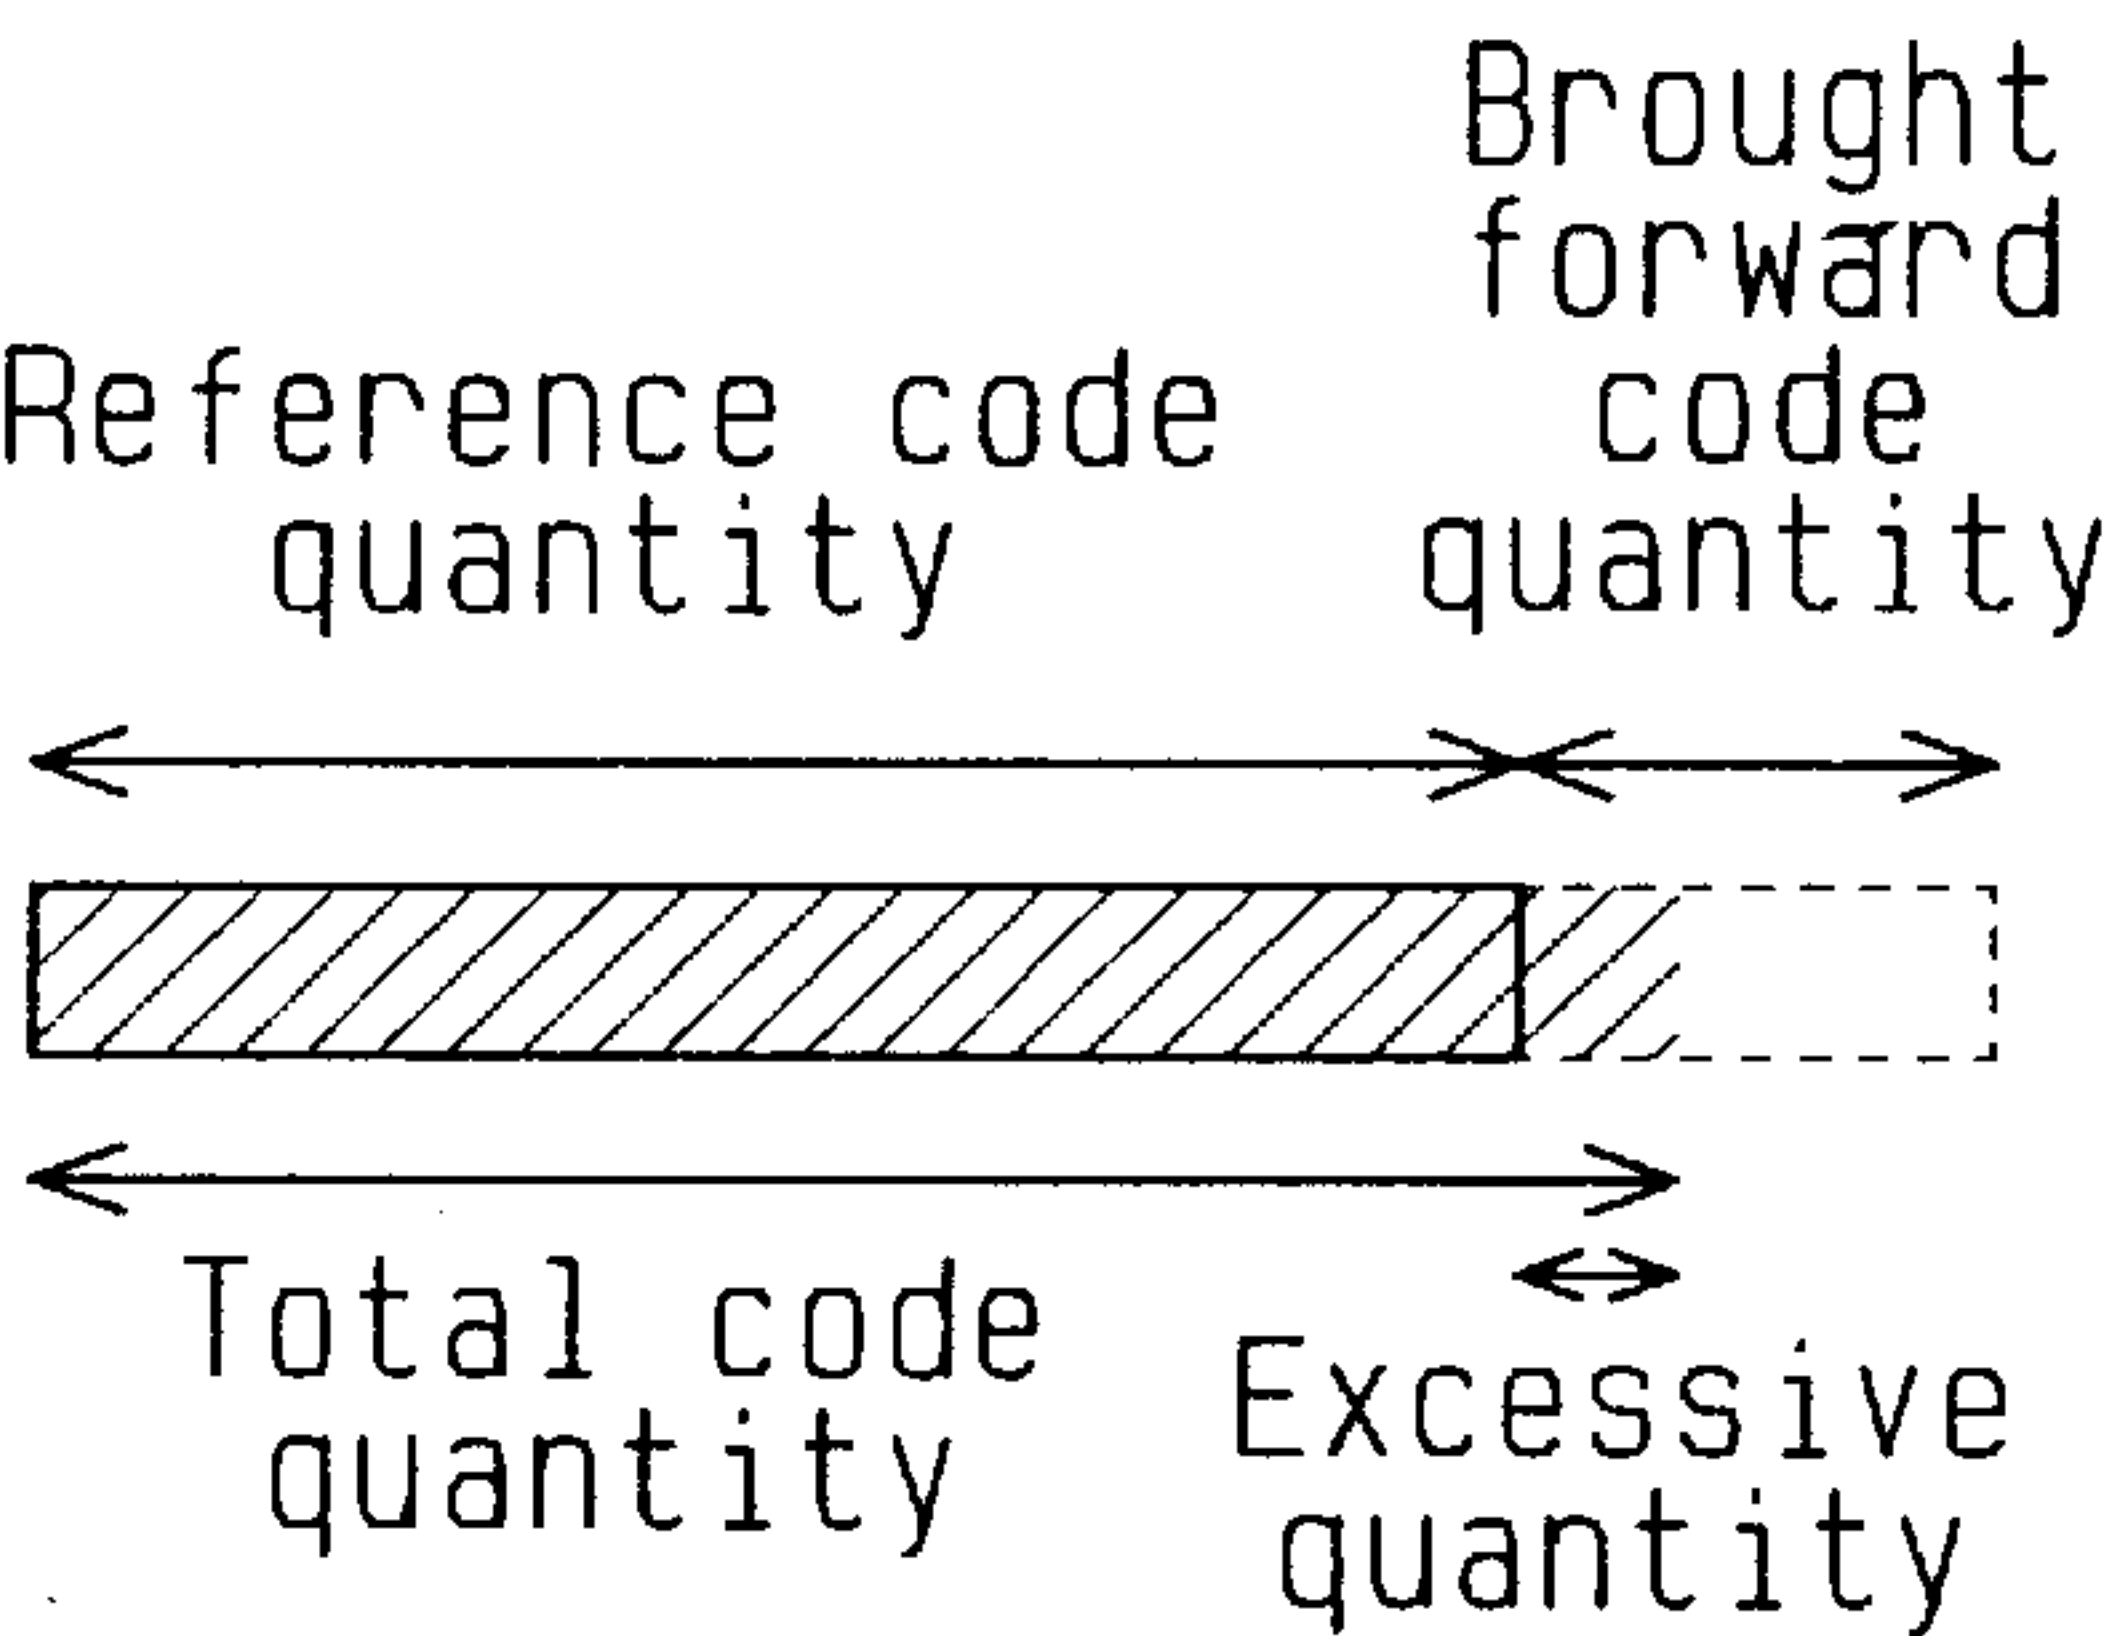 Reference code
quantity
Brought
forward
code
quantity
Total code
quantity
Excessive
quantity